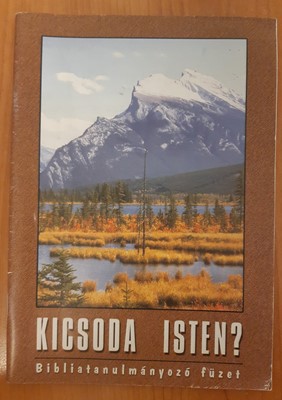 KICSODA ISTEN?
Bibliatanulmányozó füzet